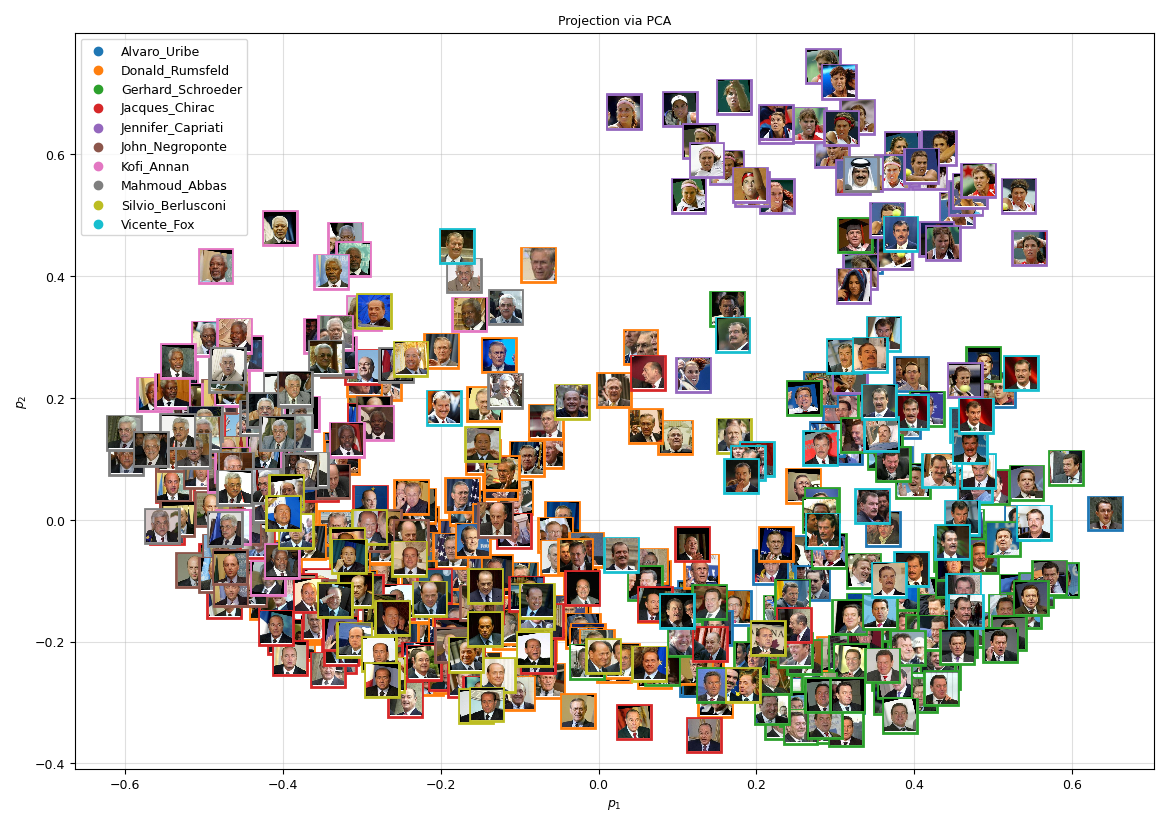 Projection via PCA
Alvaro_Uribe
Donald_Rumsfeld
Gerhard_Schroeder
Jacques_Chirac
Jennifer_Capriati
John_Negroponte
Kofi_Annan
Mahmoud_Abbas
Silvio_Berlusconi
Vicente_Fox
0.6
0.4
0.2
0.0
−0.2
−0.4
p₂
−0.6
−0.4
−0.2
0.0
0.2
0.4
0.6
p₁